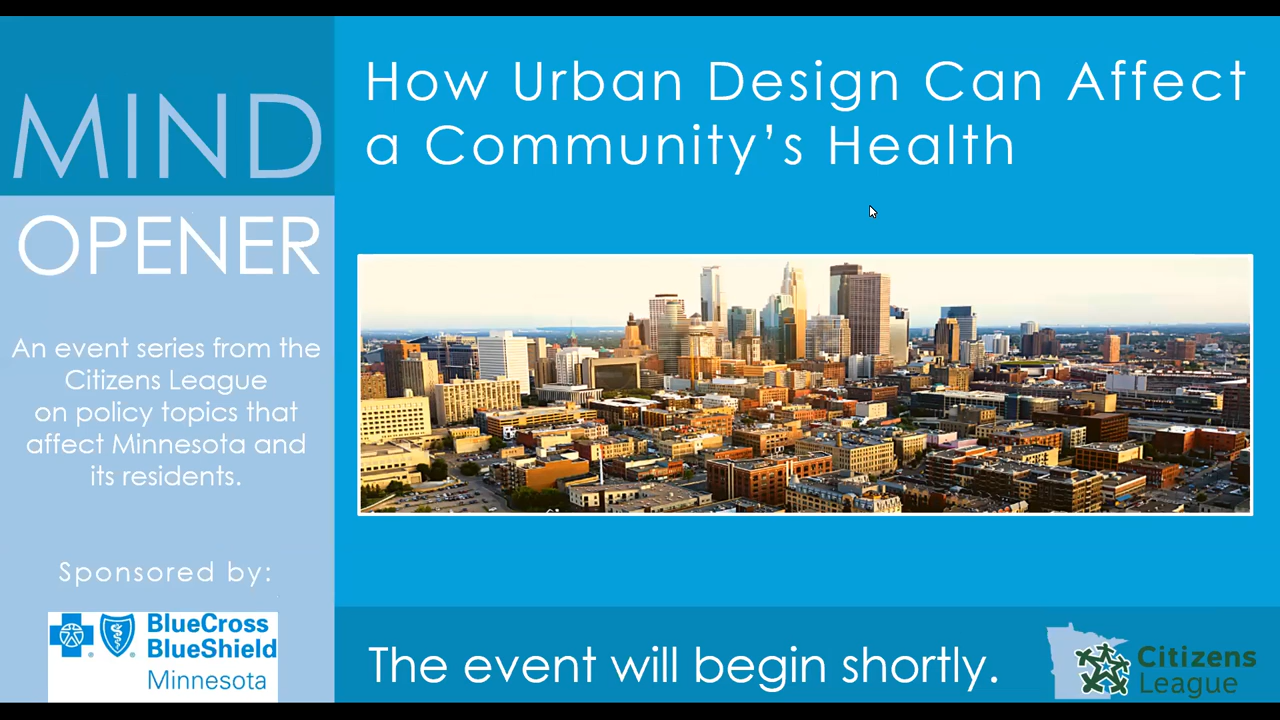 MIND
OPENER
An event series from the
Citizens League
on policy topics that
affect Minnesota and
its residents.
Sponsored by:
BlueCross
BlueShield
Minnesota
How Urban Design Can Affect
a Community’s Health
The event will begin shortly.
Citizens
League